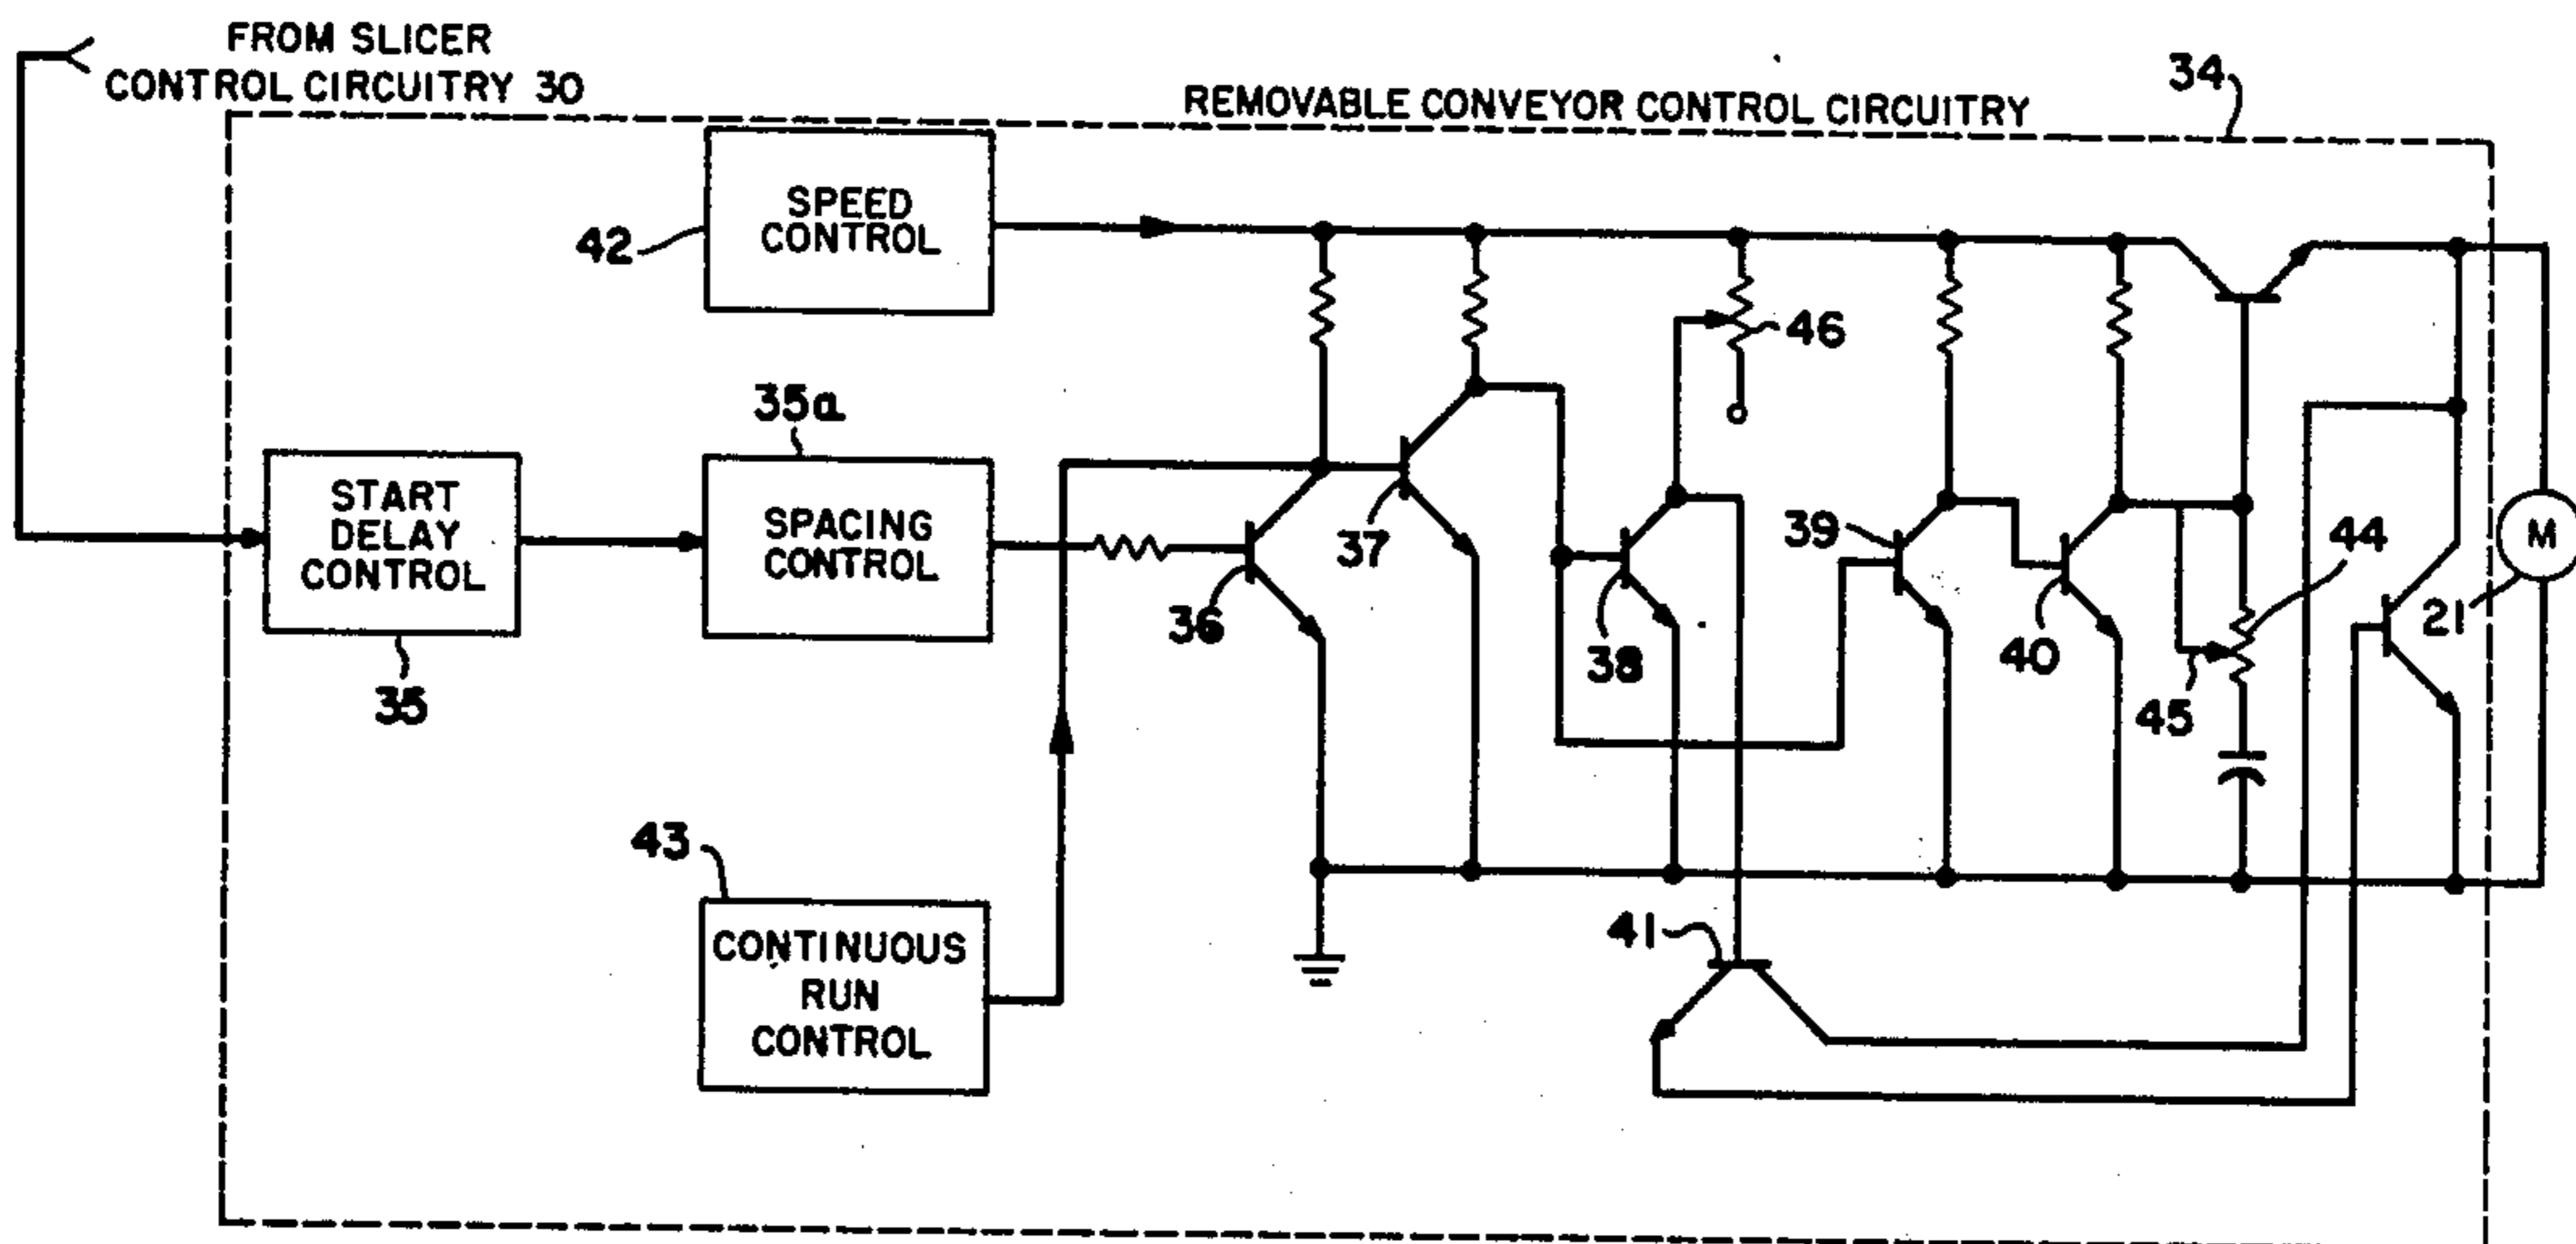 FROM SLICER
CONTROL CIRCUITRY 30
REMOVABLE CONVEYOR CONTROL CIRCUITRY
34
SPEED
CONTROL
42
46
35a
START
DELAY
CONTROL
35
SPACING
CONTROL
36
37
38
39
40
44
45
M
21
43
CONTINUOUS
RUN
CONTROL
41